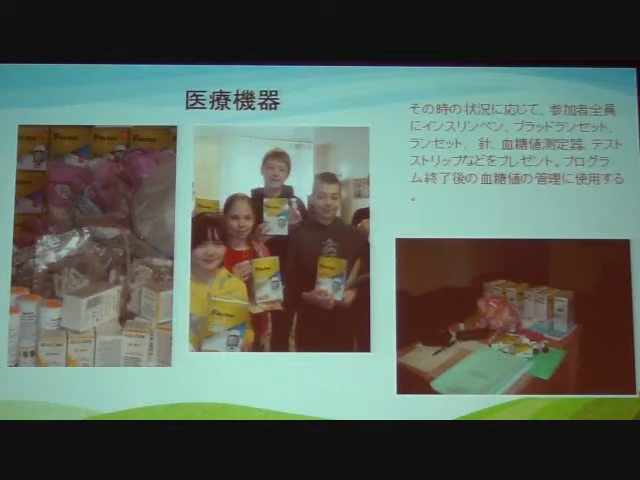 医療機器
その時の状況に応じて、参加者全員
にインスリンペン、ブラッドランセット、
ランセット、針、血糖値測定器、テスト
ストリップなどをプレゼント。プログラ
ム終了後の血糖値の管理に使用する
。